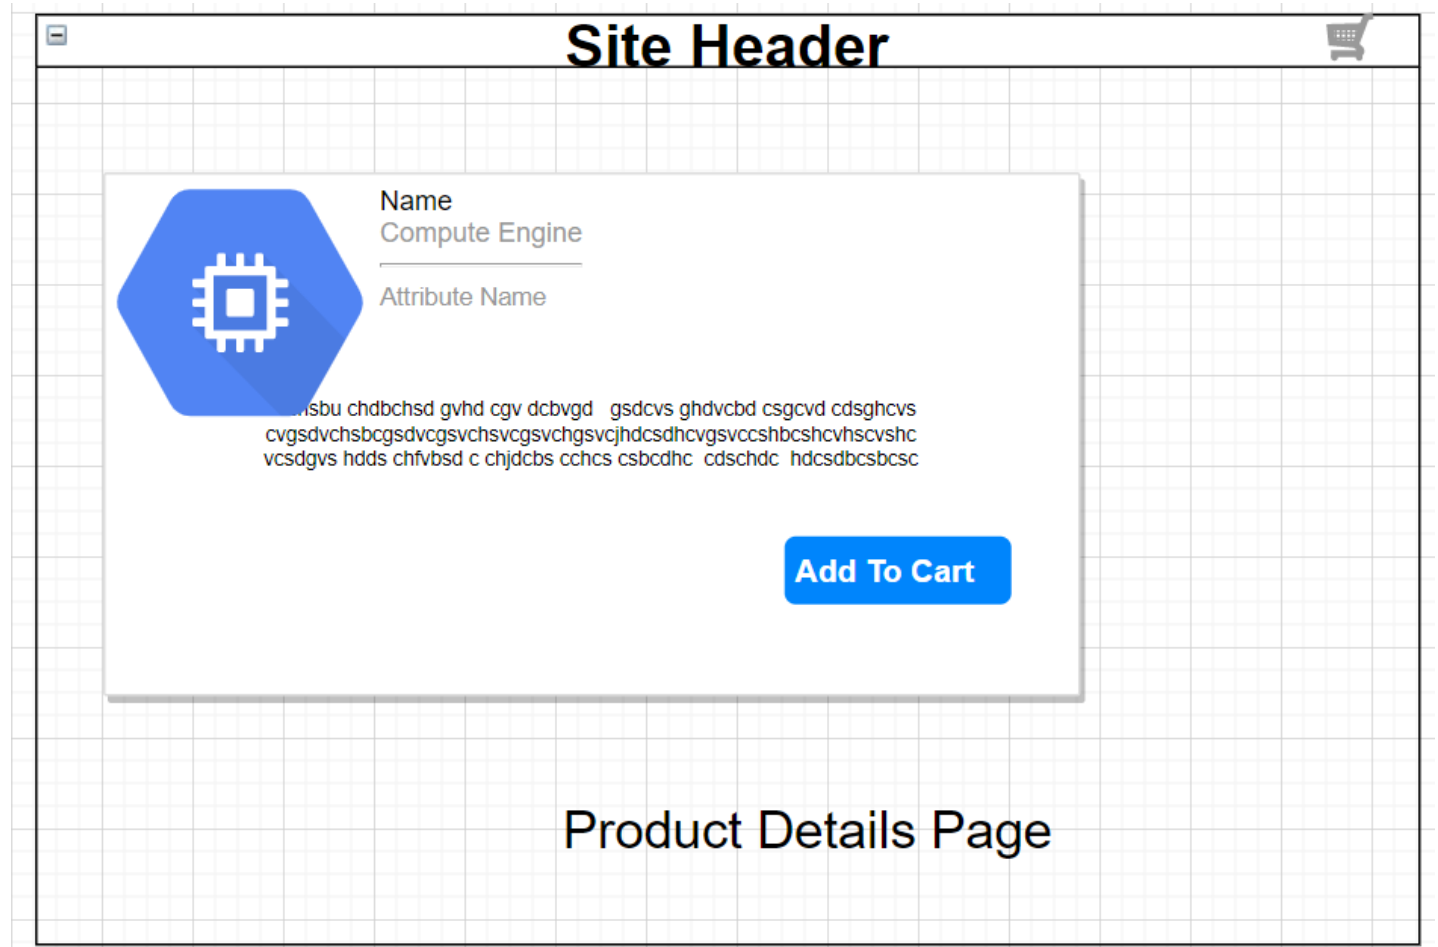 Site Header
Name
Compute Engine
Attribute Name
chdbchsd gvhd cgv dcbvgd gsdcvs ghdvcbd csgcvd cdsghcvs
cvgsdvchsbcgsdvcgsvchsvcgsvchgsvcjhdcsdhcvgsvccshbcshcvhscvshc
vcsdgvs hdds chfvbsd c chjdcbs cchcs csbcdhc cdschdc hdcsdbcsbcsc
Add To Cart
Product Details Page